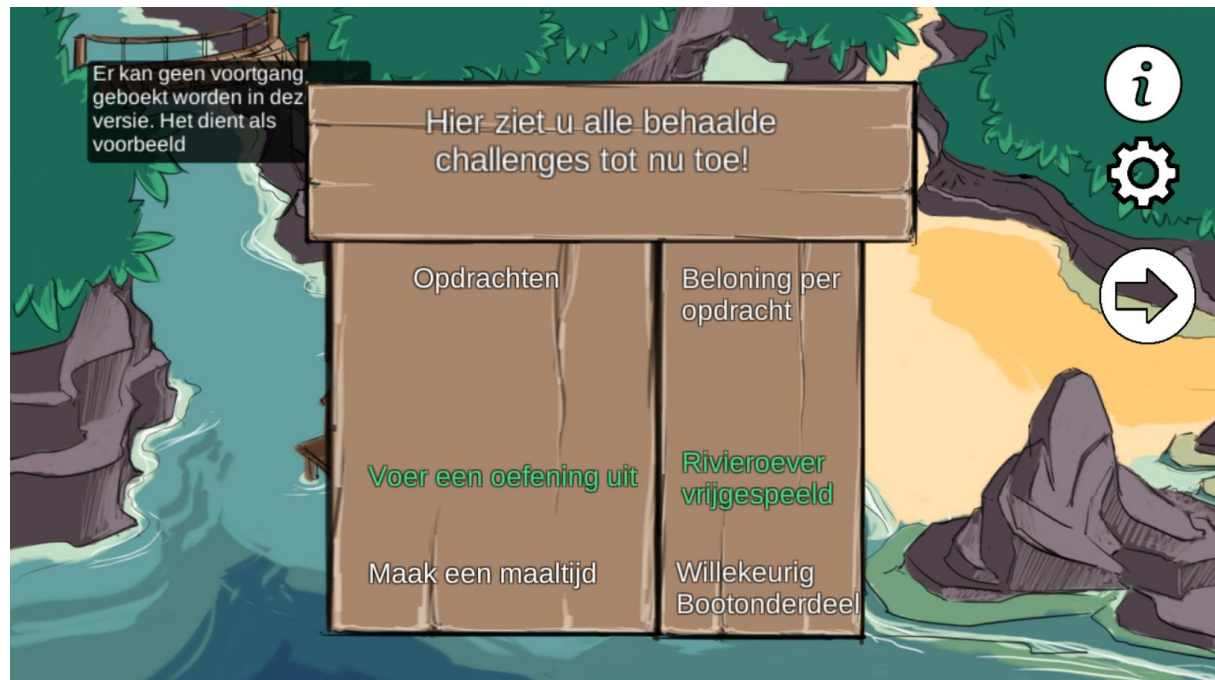 Er kan geen voortgang
geboekt worden in dez
versie. Het dient als
voorbeeld
Hier ziet u alle behaalde
challenges tot nu toe!
Opdrachten
Beloning per
opdracht
Voer een oefening uit
Rivieroever
vrijgespeeld
Maak een maaltijd
Willekeurig
Bootonderdeel
i